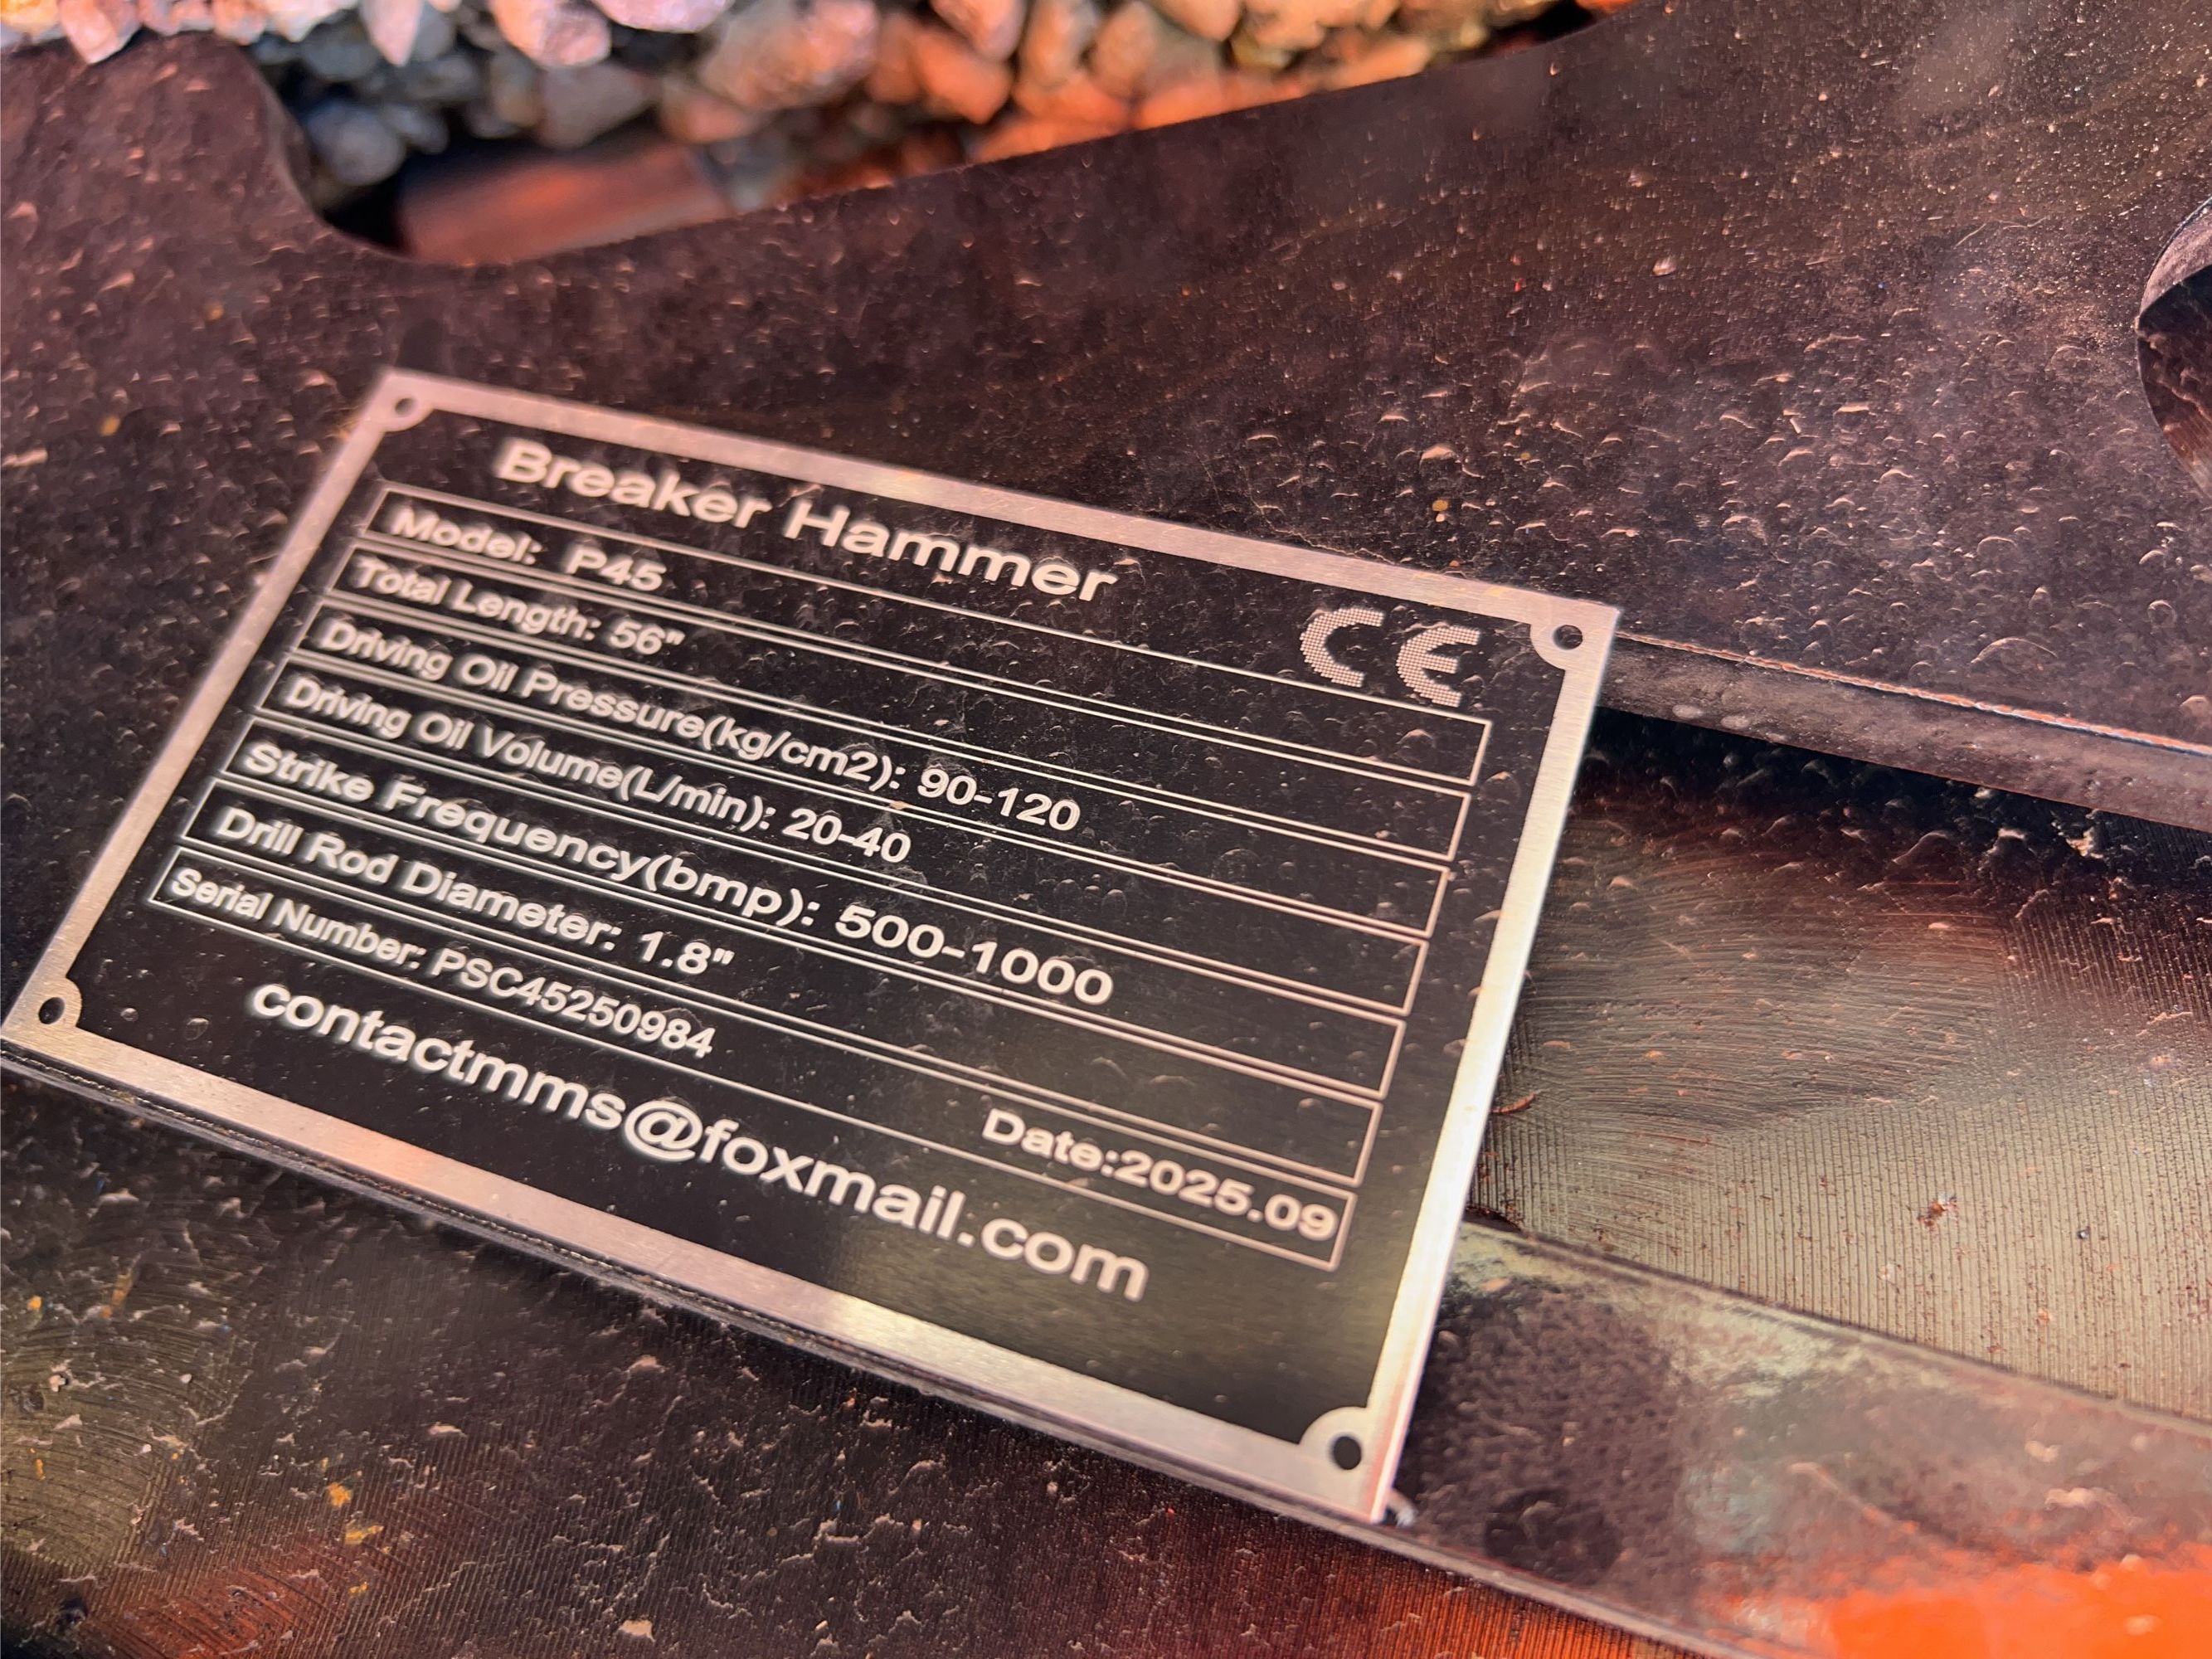 Breaker Hammer
CE
Model: P45
Total Length: 56"
Driving Oil Pressure(kg/cm2): 90-120
Driving Oil Volume(L/min): 20-40
Strike Frequency(bmp): 500-1000
Drill Rod Diameter: 1.8"
Serial Number: PSC45250984 Date:2025.09
contactmms@foxmail.com